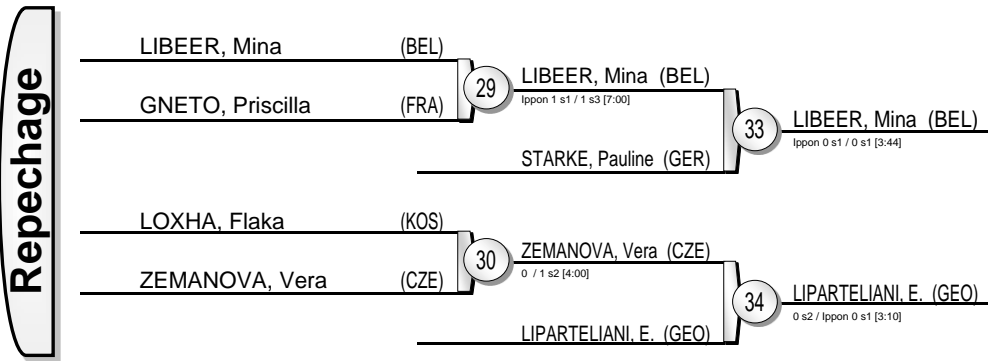 Repechage
LIBEER, Mina (BEL)
GNETO, Priscilla (FRA)
29
LIBEER, Mina (BEL)
Ippon 1 s1 / 1 s3 [7:00]
STARKE, Pauline (GER)
33
LIBEER, Mina (BEL)
Ippon 0 s1 / 0 s1 [3:44]
LOXHA, Flaka (KOS)
ZEMANOVA, Vera (CZE)
30
ZEMANOVA, Vera (CZE)
0 / 1 s2 [4:00]
LIPARTELIANI, E. (GEO)
34
LIPARTELIANI, E. (GEO)
0 s2 / Ippon 0 s1 [3:10]